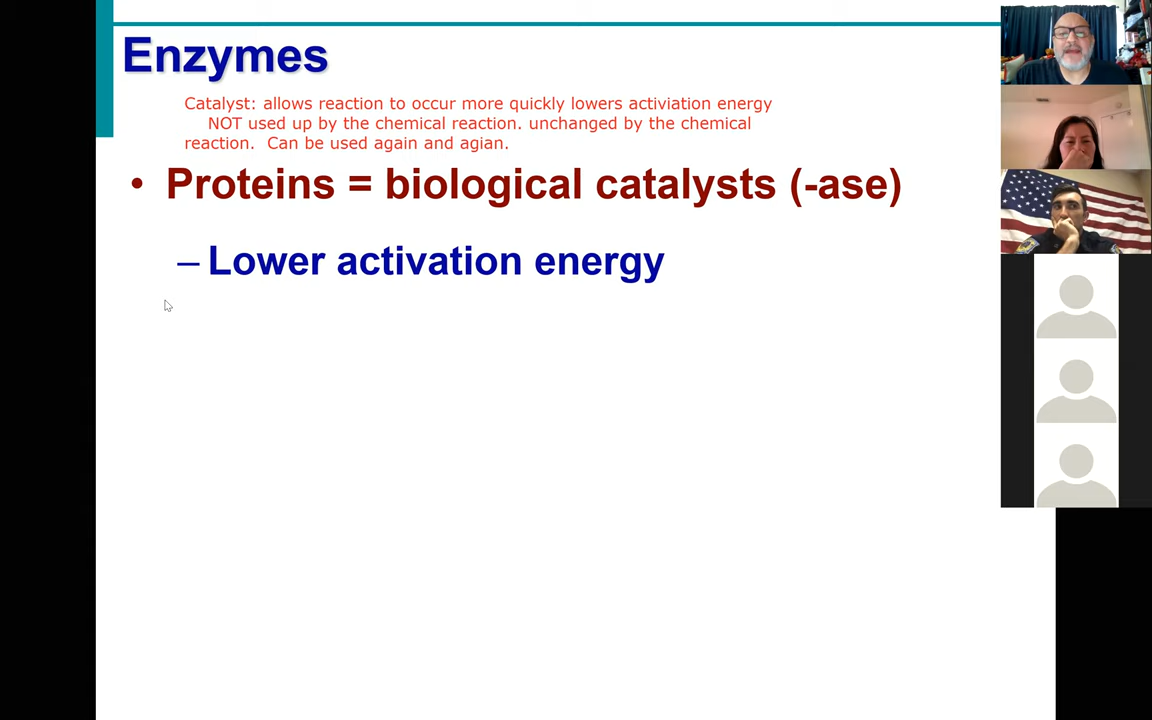 Enzymes
Catalyst: allows reaction to occur more quickly lowers activiation energy
NOT used up by the chemical reaction. unchanged by the chemical
reaction.  Can be used again and agian.
• Proteins = biological catalysts (-ase)
– Lower activation energy